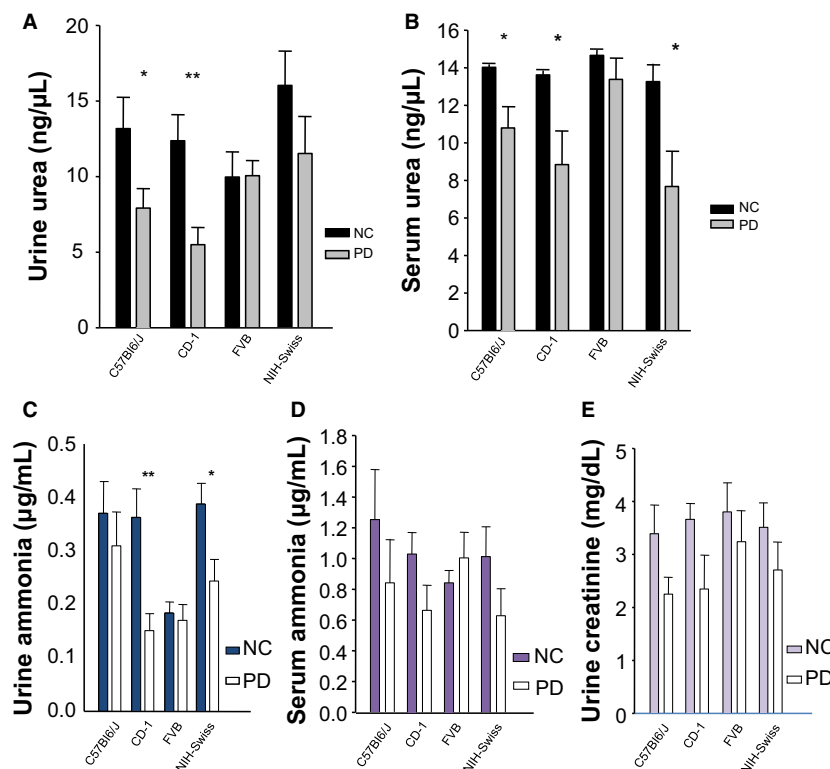 A
Urine urea (ng/µL)
20
15
10
5
0
*
**
NC
PD
C57Bl6/J
CD-1
FVB
NIH-Swiss
B
Serum urea (ng/µL)
16
14
12
14
8
6
4
12
0
*
*
*
NC
PD
C57Bl6/J
CD-1
FVB
NIH-Swiss
C
Urine ammonia (µg/mL)
0.5
0.4
0.3
0.2
0.1
0.0
**
*
NC
PD
C57Bl6/J
CD-1
FVB
NIH-Swiss
D
Serum ammonia (µg/mL)
1.8
1.6
1.4
1.2
1.0
0.8
0.6
0.4
0.2
0.0
NC
PD
C57Bl6/J
CD-1
FVB
NIH-Swiss
E
Urine creatinine (mg/dL)
5
4
3
2
1
0
NC
PD
C57Bl6/J
CD-1
FVB
NIH-Swiss